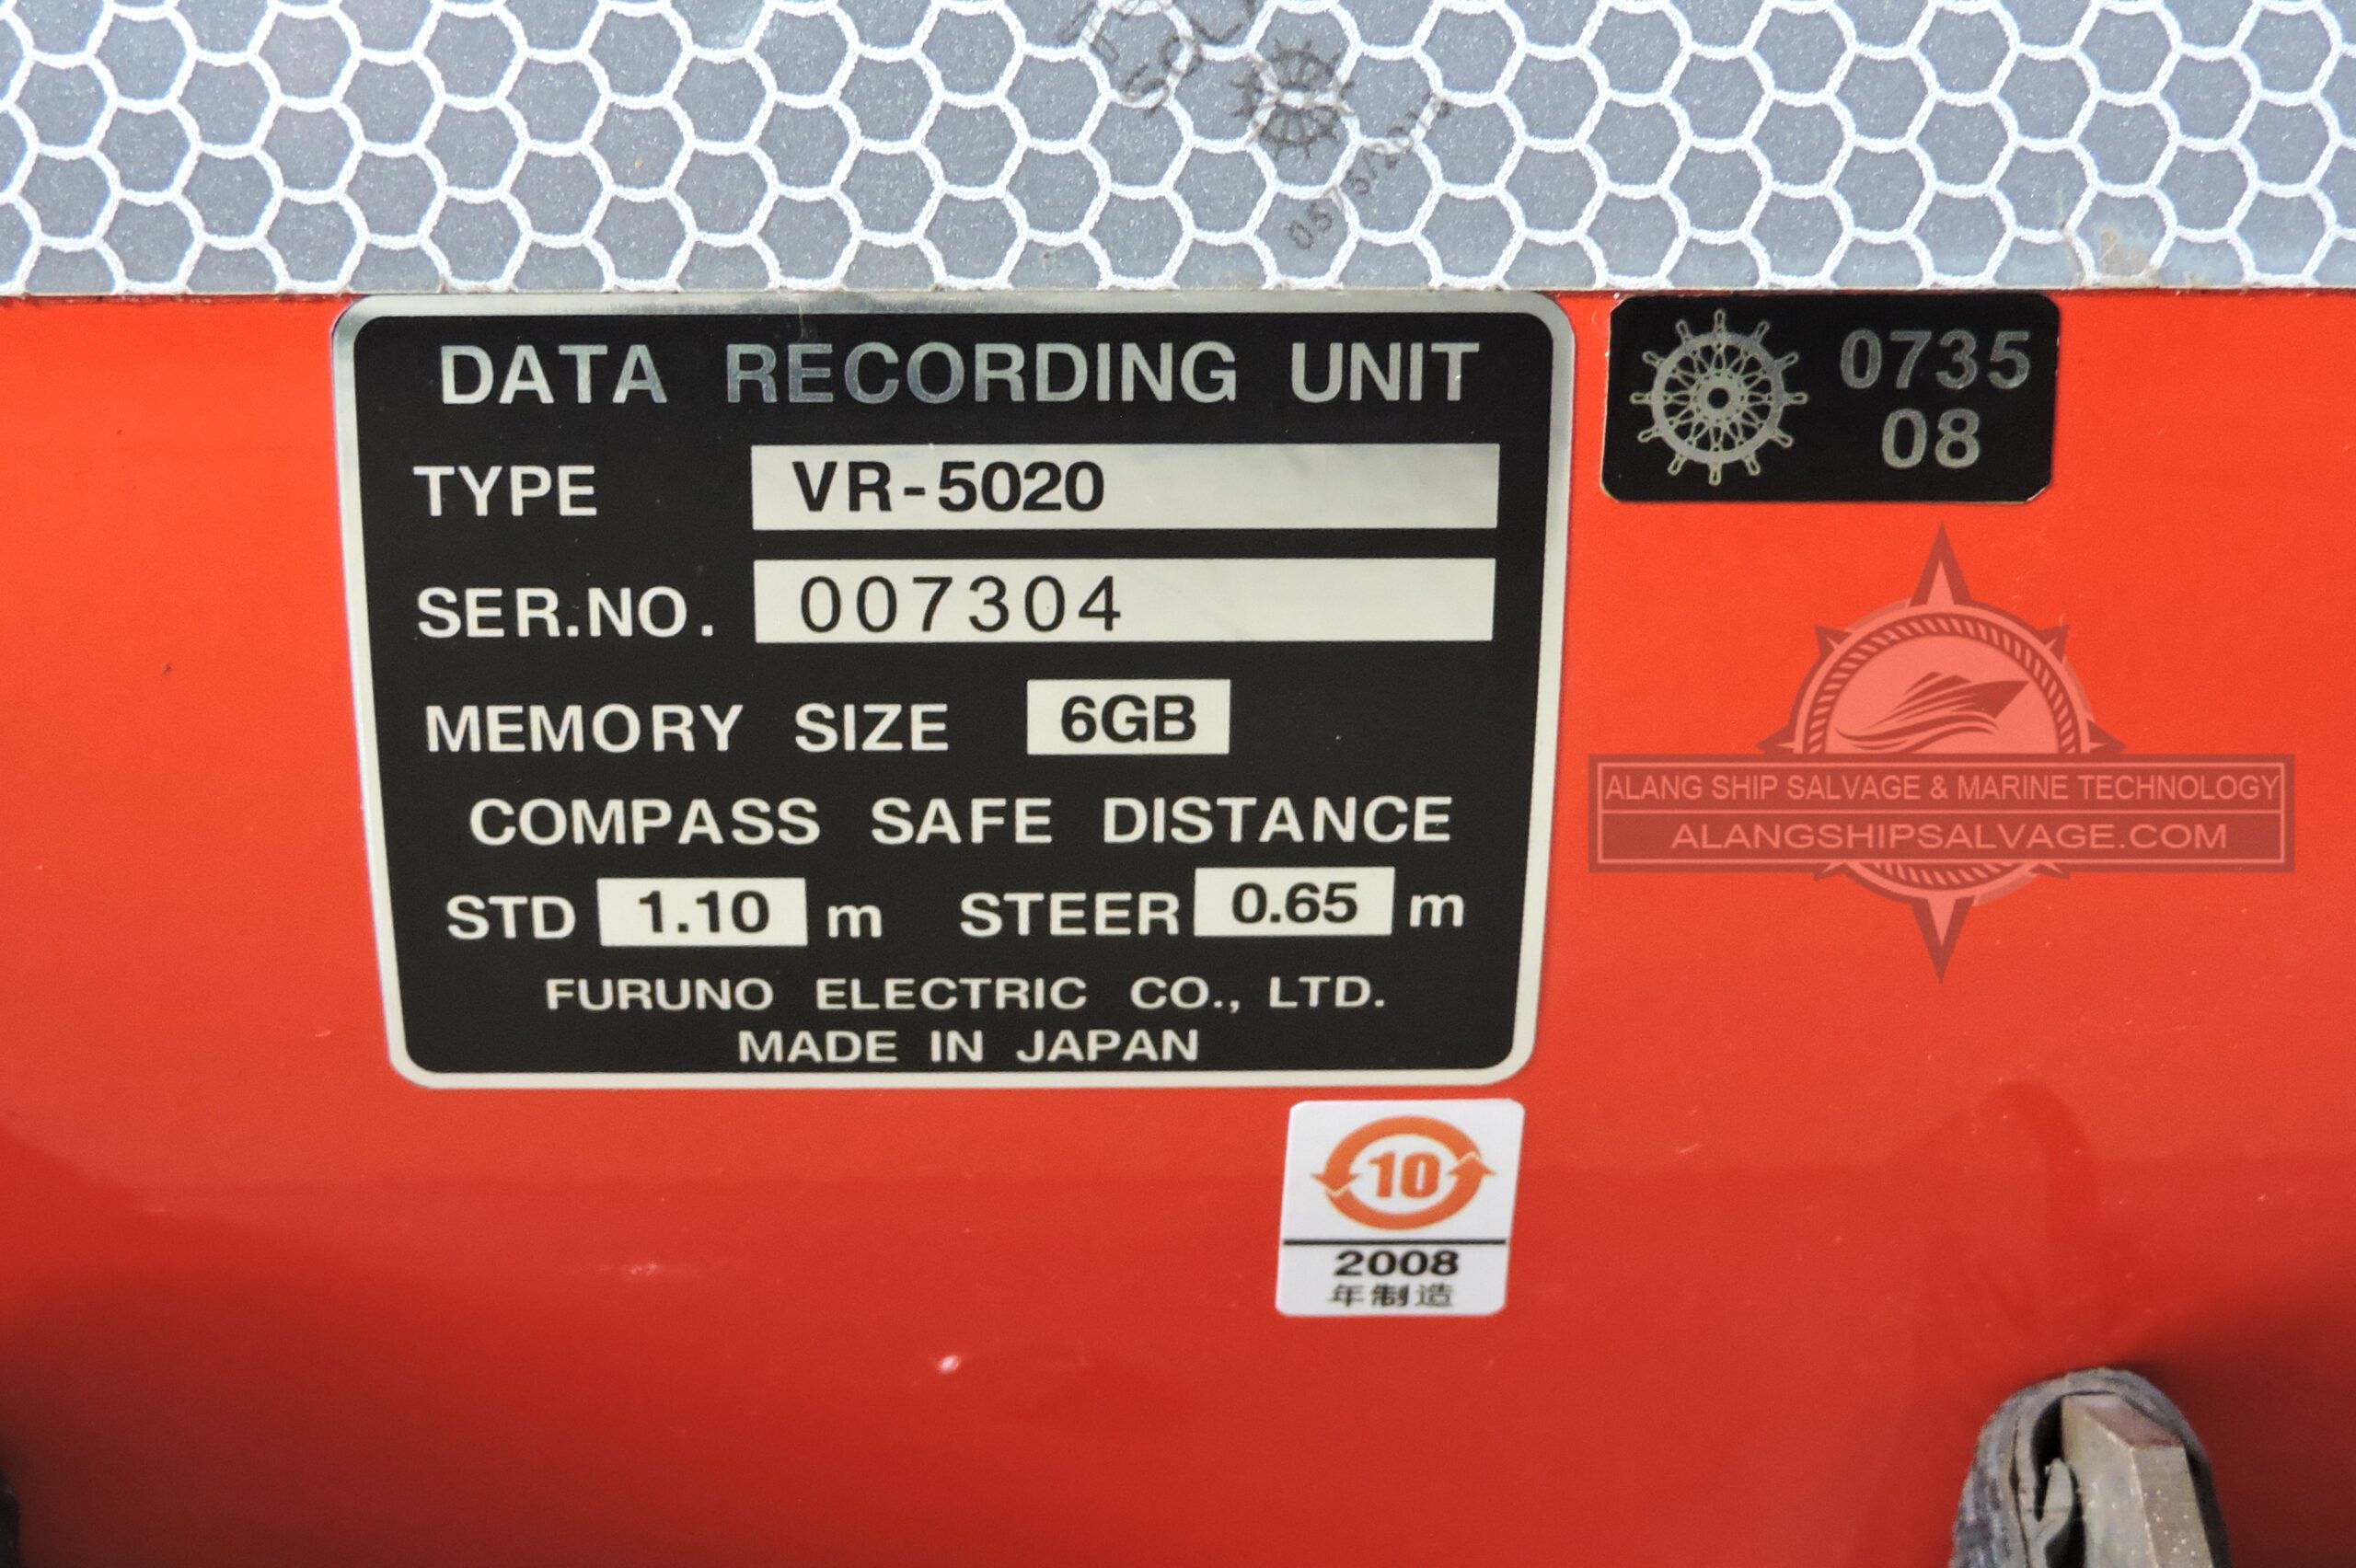 DATA RECORDING UNIT
TYPE VR-5020
SER.NO. 007304
MEMORY SIZE 6GB
COMPASS SAFE DISTANCE
STD 1.10 m STEER 0.65 m
FURUNO ELECTRIC CO., LTD.
MADE IN JAPAN
0735
08
ALANG SHIP SALVAGE & MARINE TECHNOLOGY
ALANGSHIPSALVAGE.COM
10
2008
年制造